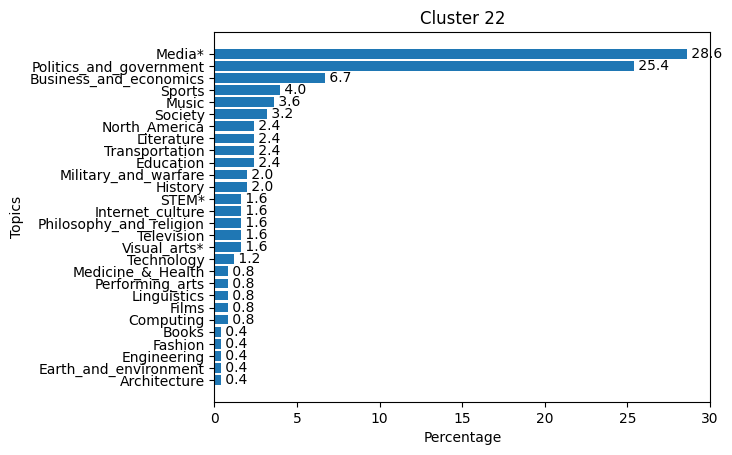 Cluster 22
Media* 28.6
Politics_and_government 25.4
Business_and_economics 6.7
Sports 4.0
Music 3.6
Society 3.2
North_America 2.4
Literature 2.4
Transportation 2.4
Education 2.4
Military_and_warfare 2.0
History 2.0
STEM* 1.6
Internet_culture 1.6
Philosophy_and_religion 1.6
Television 1.6
Visual_arts* 1.6
Technology 1.2
Medicine_&_Health 0.8
Performing_arts 0.8
Linguistics 0.8
Films 0.8
Computing 0.8
Books 0.4
Fashion 0.4
Engineering 0.4
Earth_and_environment 0.4
Architecture 0.4
Topics
0 5 10 15 20 25 30
Percentage